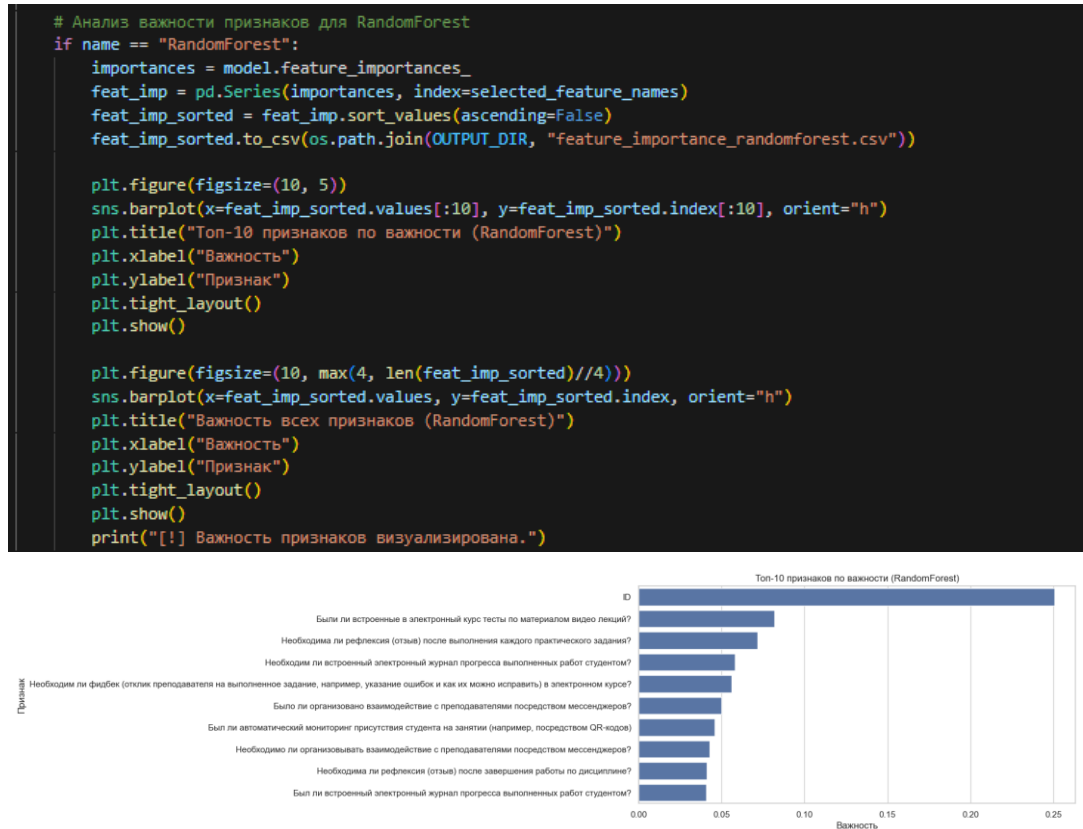 # Анализ важности признаков для RandomForest
if name == "RandomForest":
    importances = model.feature_importances_
    feat_imp = pd.Series(importances, index=selected_feature_names)
    feat_imp_sorted = feat_imp.sort_values(ascending=False)
    feat_imp_sorted.to_csv(os.path.join(OUTPUT_DIR, "feature_importance_randomforest.csv"))
    plt.figure(figsize=(10, 5))
    sns.barplot(x=feat_imp_sorted.values[:10], y=feat_imp_sorted.index[:10], orient="h")
    plt.title("Топ-10 признаков по важности (RandomForest)")
    plt.xlabel("Важность")
    plt.ylabel("Признак")
    plt.tight_layout()
    plt.show()
    plt.figure(figsize=(10, max(4, len(feat_imp_sorted)//4)))
    sns.barplot(x=feat_imp_sorted.values, y=feat_imp_sorted.index, orient="h")
    plt.title("Важность всех признаков (RandomForest)")
    plt.xlabel("Важность")
    plt.ylabel("Признак")
    plt.tight_layout()
    plt.show()
    print("[!] Важность признаков визуализирована.")
Топ-10 признаков по важности (RandomForest)
Признак
ID
Были ли встроенные в электронный курс тесты по материалом видео лекций?
Необходима ли рефлексия (отзыв) после выполнения каждого практического задания?
Необходим ли встроенный электронный журнал прогресса выполненных работ студентом?
Необходим ли фидбек (отклик преподавателя на выполненное задание, например, указание ошибок и как их можно исправить) в электронном курсе?
Было ли организовано взаимодействие с преподавателями посредством мессенджеров?
Был ли автоматический мониторинг присутствия студента на занятии (например, посредством QR-кодов)
Необходимо ли организовывать взаимодействие с преподавателями посредством мессенджеров?
Необходима ли рефлексия (отзыв) после завершения работы по дисциплине?
Был ли встроенный электронный журнал прогресса выполненных работ студентом?
0.00 0.05 0.10 0.15 0.20 0.25
Важность